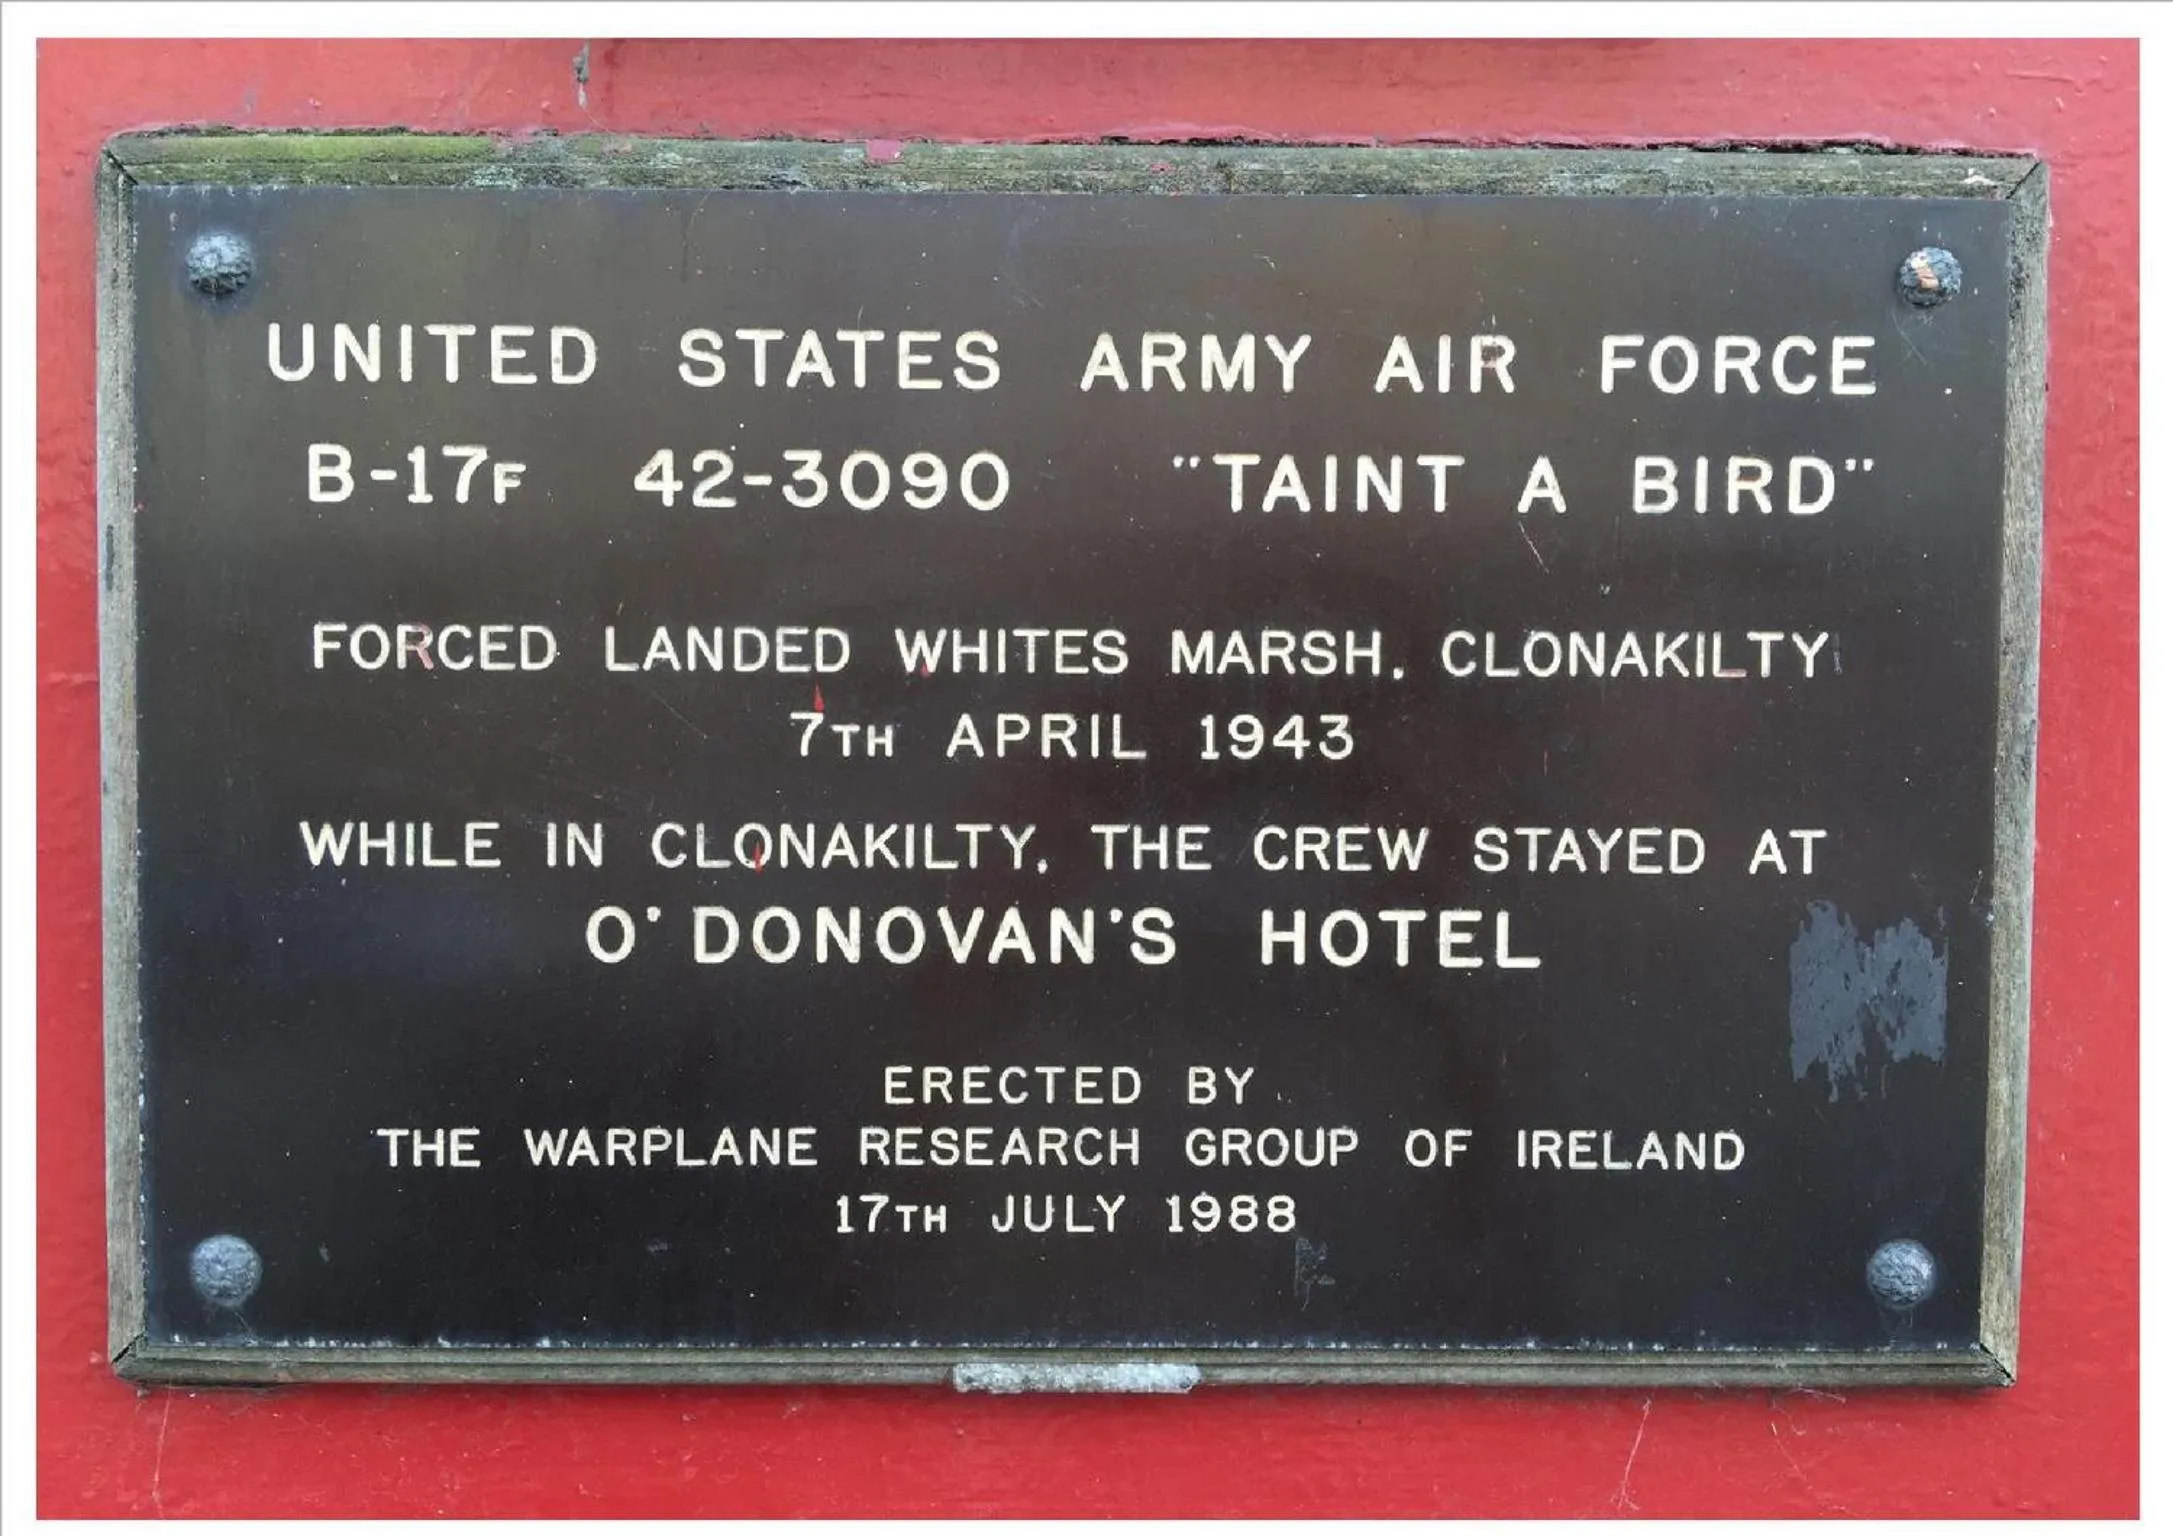 UNITED STATES ARMY AIR FORCE
B-17F 42-3090 "TAINT A BIRD"
FORCED LANDED WHITES MARSH, CLONAKILTY
7TH APRIL 1943
WHILE IN CLONAKILTY, THE CREW STAYED AT
O'DONOVAN'S HOTEL
ERECTED BY
THE WARPLANE RESEARCH GROUP OF IRELAND
17TH JULY 1988